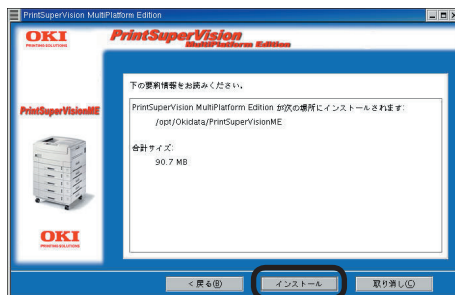 PrintSuperVision MultiPlatform Edition
OKI
PRINTING SOLUTIONS
PrintSuperVision
MultiPlatform Edition
下の要約情報をお読みください。
PrintSuperVisionME
PrintSuperVision MultiPlatform Edition が次の場所にインストールされます:
/opt/Okidata/PrintSuperVisionME
合計サイズ:
90.7 MB
OKI
PRINTING SOLUTIONS
< 戻る(B)
インストール
取り消し(C)